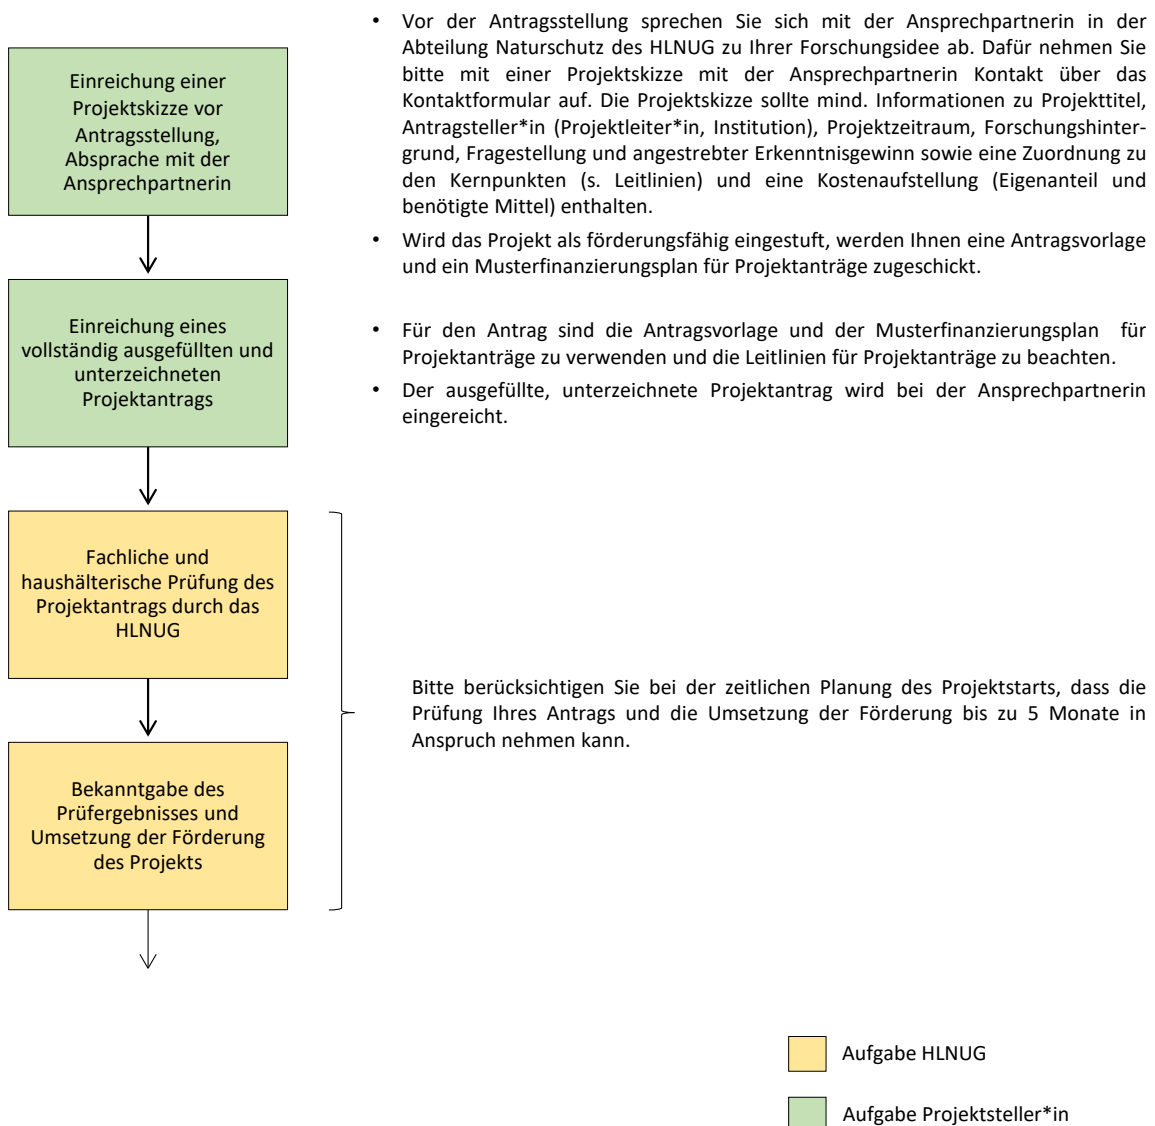 Einreichung einer
Projektskizze vor
Antragsstellung,
Absprache mit der
Ansprechpartnerin
• Vor der Antragsstellung sprechen Sie sich mit der Ansprechpartnerin in der
Abteilung Naturschutz des HLNUG zu Ihrer Forschungsidee ab. Dafür nehmen Sie
bitte mit einer Projektskizze mit der Ansprechpartnerin Kontakt über das
Kontaktformular auf. Die Projektskizze sollte mind. Informationen zu Projekttitel,
Antragsteller*in (Projektleiter*in, Institution), Projektzeitraum, Forschungshinter-
grund, Fragestellung und angestrebter Erkenntnisgewinn sowie eine Zuordnung zu
den Kernpunkten (s. Leitlinien) und eine Kostenaufstellung (Eigenanteil und
benötigte Mittel) enthalten.
• Wird das Projekt als förderungsfähig eingestuft, werden Ihnen eine Antragsvorlage
und ein Musterfinanzierungsplan für Projektanträge zugeschickt.
Einreichung eines
vollständig ausgefüllten und
unterzeichneten
Projektantrags
• Für den Antrag sind die Antragsvorlage und der Musterfinanzierungsplan für
Projektanträge zu verwenden und die Leitlinien für Projektanträge zu beachten.
• Der ausgefüllte, unterzeichnete Projektantrag wird bei der Ansprechpartnerin
eingereicht.
Fachliche und
haushälterische Prüfung des
Projektantrags durch das
HLNUG
Bitte berücksichtigen Sie bei der zeitlichen Planung des Projektstarts, dass die
Prüfung Ihres Antrags und die Umsetzung der Förderung bis zu 5 Monate in
Anspruch nehmen kann.
Bekanntgabe des
Prüfergebnisses und
Umsetzung der Förderung
des Projekts
Aufgabe HLNUG
Aufgabe Projektsteller*in